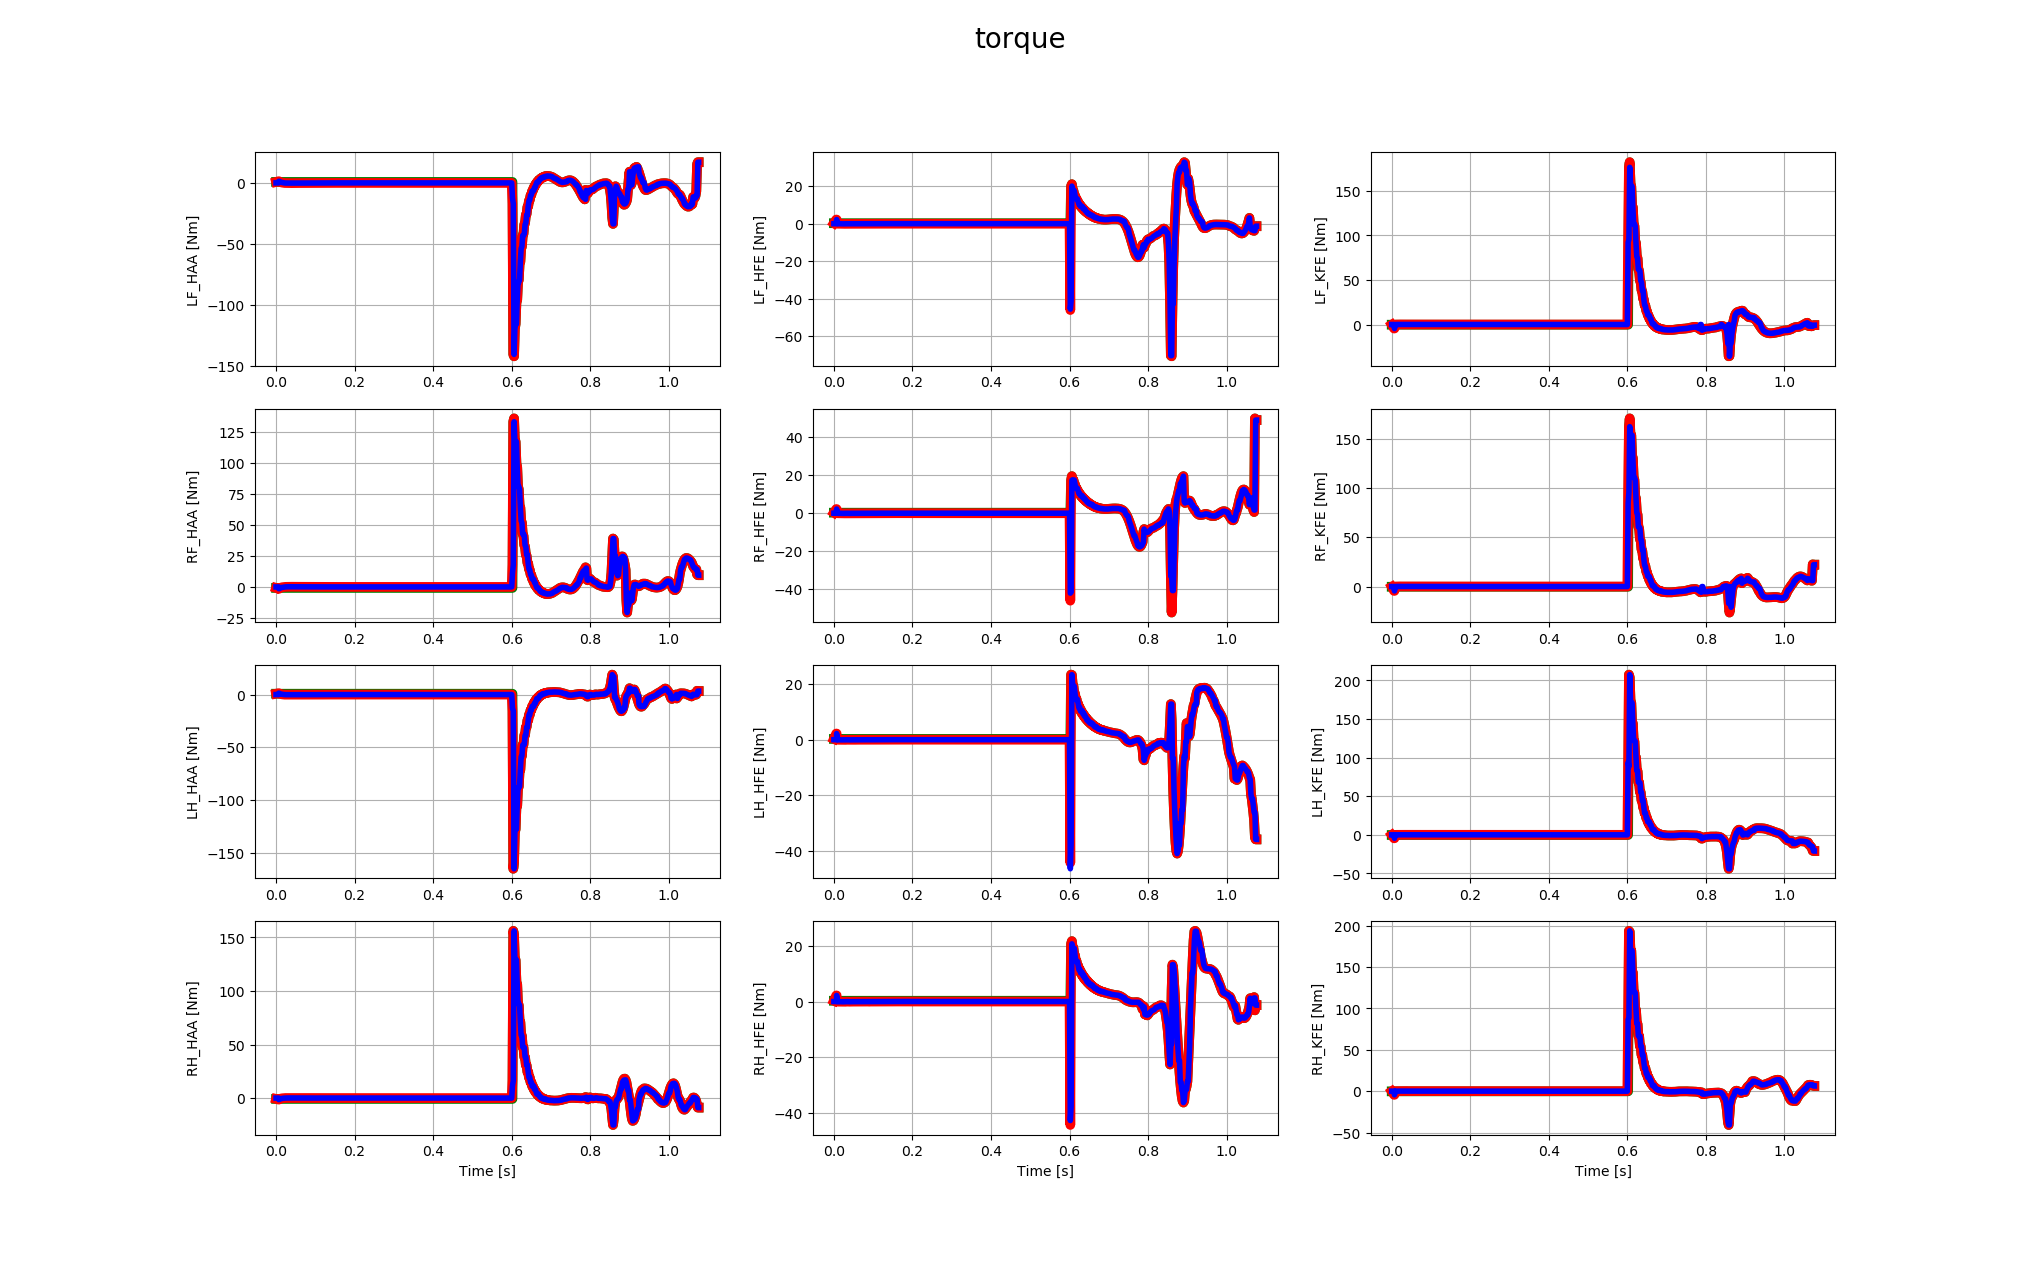 torque
LF_HAA [Nm]
0
−50
−100
−150
0.0 0.2 0.4 0.6 0.8 1.0
LF_HFE [Nm]
20
0
−20
−40
−60
0.0 0.2 0.4 0.6 0.8 1.0
LF_KFE [Nm]
150
100
50
0
0.0 0.2 0.4 0.6 0.8 1.0
RF_HAA [Nm]
125
100
75
50
25
0
−25
0.0 0.2 0.4 0.6 0.8 1.0
RF_HFE [Nm]
40
20
0
−20
−40
0.0 0.2 0.4 0.6 0.8 1.0
RF_KFE [Nm]
150
100
50
0
0.0 0.2 0.4 0.6 0.8 1.0
LH_HAA [Nm]
0
−50
−100
−150
0.0 0.2 0.4 0.6 0.8 1.0
LH_HFE [Nm]
20
0
−20
−40
0.0 0.2 0.4 0.6 0.8 1.0
LH_KFE [Nm]
200
150
100
50
0
−50
0.0 0.2 0.4 0.6 0.8 1.0
RH_HAA [Nm]
150
100
50
0
0.0 0.2 0.4 0.6 0.8 1.0
Time [s]
RH_HFE [Nm]
20
0
−20
−40
0.0 0.2 0.4 0.6 0.8 1.0
Time [s]
RH_KFE [Nm]
200
150
100
50
0
−50
0.0 0.2 0.4 0.6 0.8 1.0
Time [s]